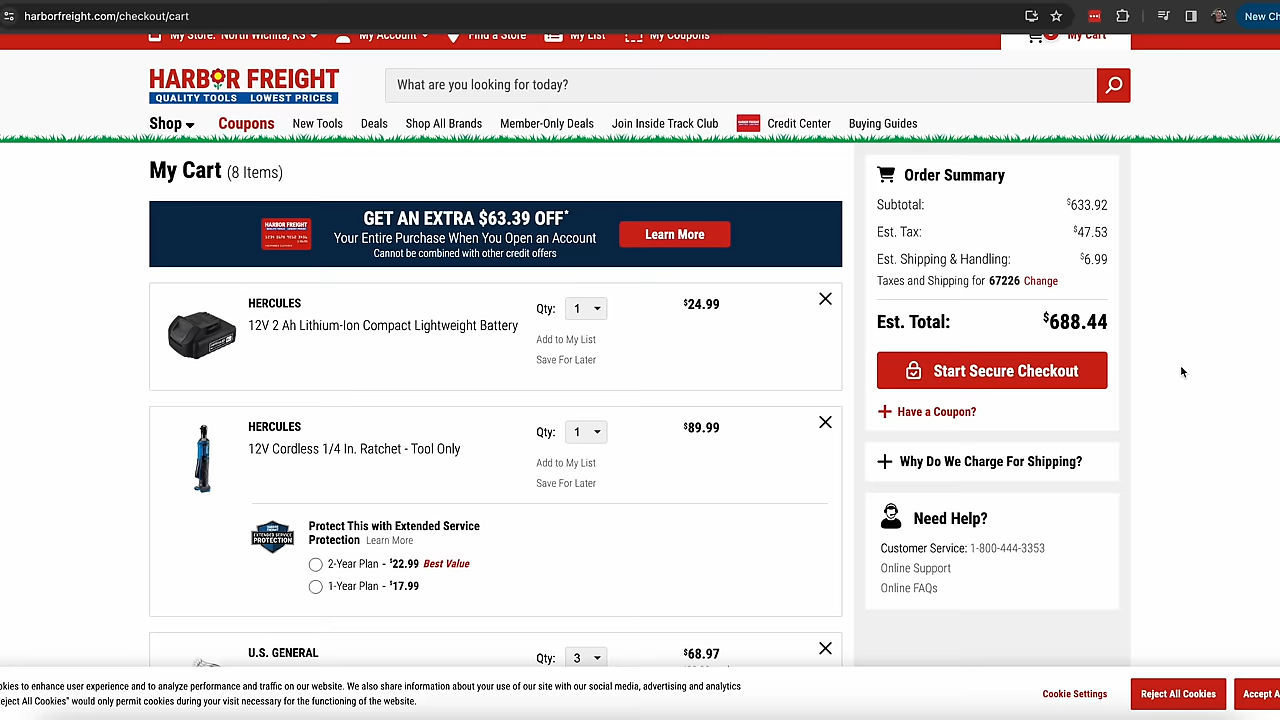 harborfreight.com/checkout/cart
New Ch
My Store: North Wichita, KS
My Account
Find a Store
My List
My Coupons
My Cart
HARBOR FREIGHT
QUALITY TOOLS LOWEST PRICES
What are you looking for today?
Shop
Coupons
New Tools
Deals
Shop All Brands
Member-Only Deals
Join Inside Track Club
Credit Center
Buying Guides
My Cart (8 Items)
GET AN EXTRA $63.39 OFF*
Your Entire Purchase When You Open an Account
Cannot be combined with other credit offers
Learn More
HERCULES
12V 2 Ah Lithium-Ion Compact Lightweight Battery
Qty: 1
$24.99
Add to My List
Save For Later
HERCULES
12V Cordless 1/4 In. Ratchet - Tool Only
Qty: 1
$89.99
Add to My List
Save For Later
Protect This with Extended Service
Protection Learn More
2-Year Plan - $22.99 Best Value
1-Year Plan - $17.99
U.S. GENERAL
Qty: 3
$68.97
Order Summary
Subtotal: $633.92
Est. Tax: $47.53
Est. Shipping & Handling: $6.99
Taxes and Shipping for 67226 Change
Est. Total: $688.44
Start Secure Checkout
Have a Coupon?
Why Do We Charge For Shipping?
Need Help?
Customer Service: 1-800-444-3353
Online Support
Online FAQs
okies to enhance user experience and to analyze performance and traffic on our website. We also share information about your use of our site with our social media, advertising and analytics
eject All Cookies" would only permit cookies during your visit necessary for the functioning of the website.
Cookie Settings
Reject All Cookies
Accept A